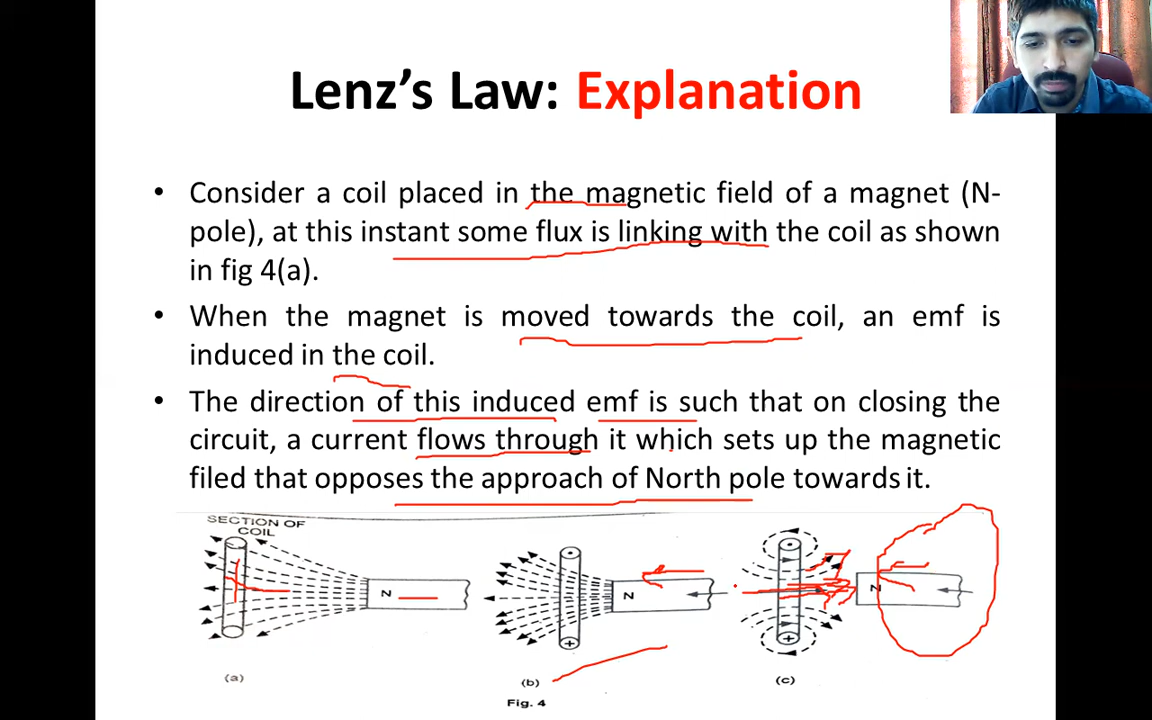 Lenz’s Law: Explanation
• Consider a coil placed in the magnetic field of a magnet (N-
pole), at this instant some flux is linking with the coil as shown
in fig 4(a).
• When the magnet is moved towards the coil, an emf is
induced in the coil.
• The direction of this induced emf is such that on closing the
circuit, a current flows through it which sets up the magnetic
filed that opposes the approach of North pole towards it.
SECTION OF
COIL
N
N
N
(a)
(b)
(c)
Fig. 4